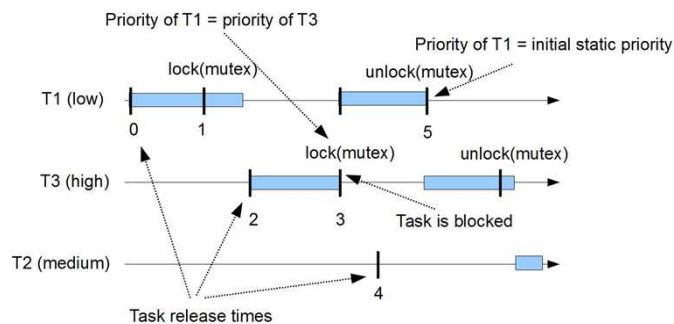 Priority of T1 = priority of T3
Priority of T1 = initial static priority
lock(mutex)
unlock(mutex)
T1 (low)
0
1
5
lock(mutex)
unlock(mutex)
T3 (high)
2
3
Task is blocked
T2 (medium)
4
Task release times